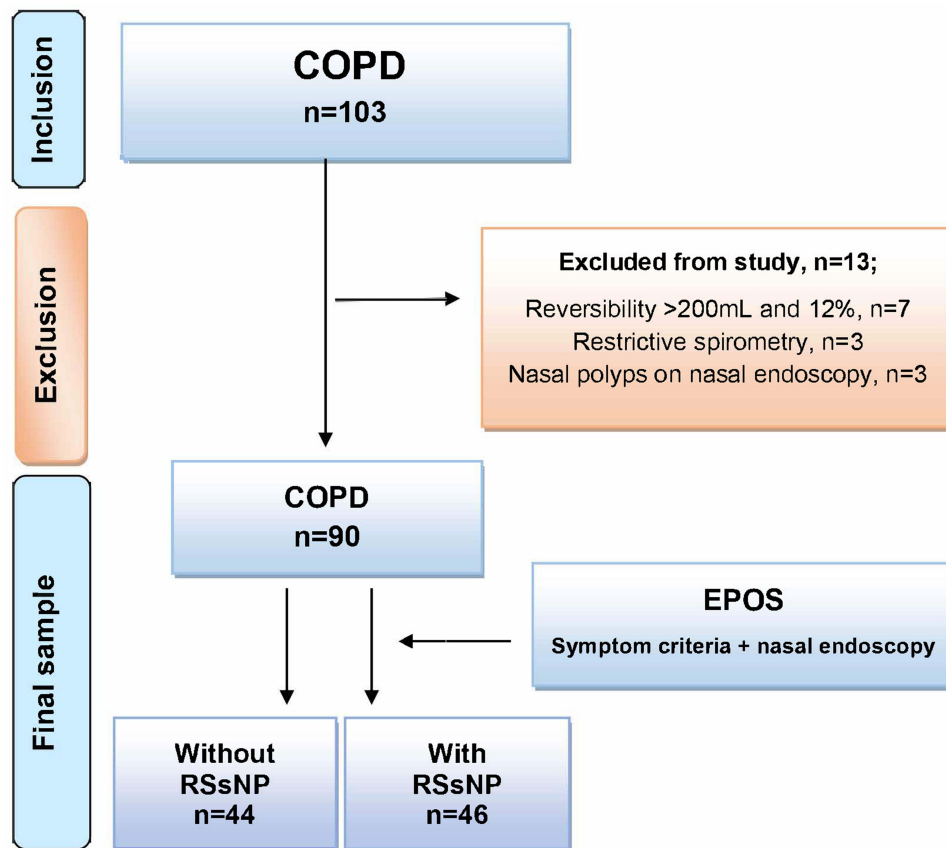 Inclusion
COPD
n=103
Exclusion
Excluded from study, n=13;
Reversibility >200mL and 12%, n=7
Restrictive spirometry, n=3
Nasal polyps on nasal endoscopy, n=3
Final sample
COPD
n=90
EPOS
Symptom criteria + nasal endoscopy
Without
RSsNP
n=44
With
RSsNP
n=46